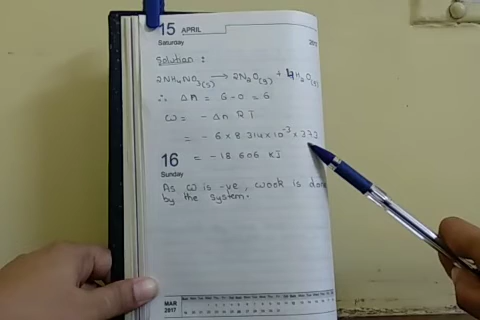 15 APRIL
Saturday
2017
Solution :
2NH₄NO₃(s) ⟶ 2N₂O(g) + 4H₂O(g)
∴ Δn = 6 - 0 = 6
W = - Δn RT
= - 6 × 8.314 × 10⁻³ × 373
16
Sunday
= - 18.606 KJ
As W is -ve, work is done
by the system.
MAR
2017